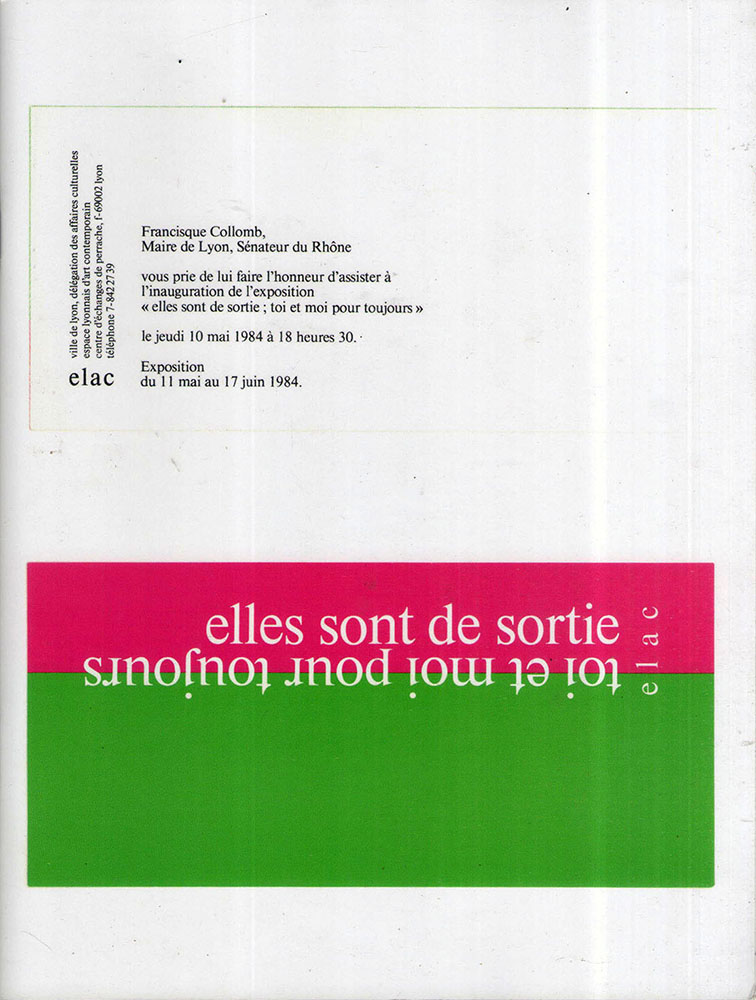 ville de lyon, délégation des affaires culturelles
espace lyonnais d'art contemporain
centre d'échanges de perrache, f-69002 lyon
téléphone 7-842 27 39
elac
Francisque Collomb,
Maire de Lyon, Sénateur du Rhône
vous prie de lui faire l'honneur d'assister à
l'inauguration de l'exposition
« elles sont de sortie ; toi et moi pour toujours »
le jeudi 10 mai 1984 à 18 heures 30.
Exposition
du 11 mai au 17 juin 1984.
elles sont de sortie
toi et moi pour toujours
elac